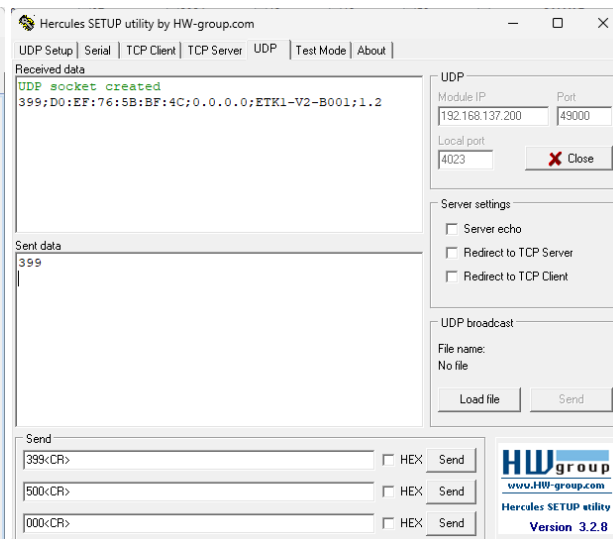 Hercules SETUP utility by HW-group.com
UDP Setup Serial TCP Client TCP Server UDP Test Mode About
Received data
UDP socket created
399;D0:EF:76:5B:BF:4C;0.0.0.0;ETK1-V2-B001;1.2
UDP
Module IP Port
192.168.137.200 49000
Local port
4023 Close
Server settings
Server echo
Redirect to TCP Server
Redirect to TCP Client
Sent data
399
UDP broadcast
File name:
No file
Load file Send
Send
399<CR> HEX Send
500<CR> HEX Send
000<CR> HEX Send
HWgroup
www.HW-group.com
Hercules SETUP utility
Version 3.2.8